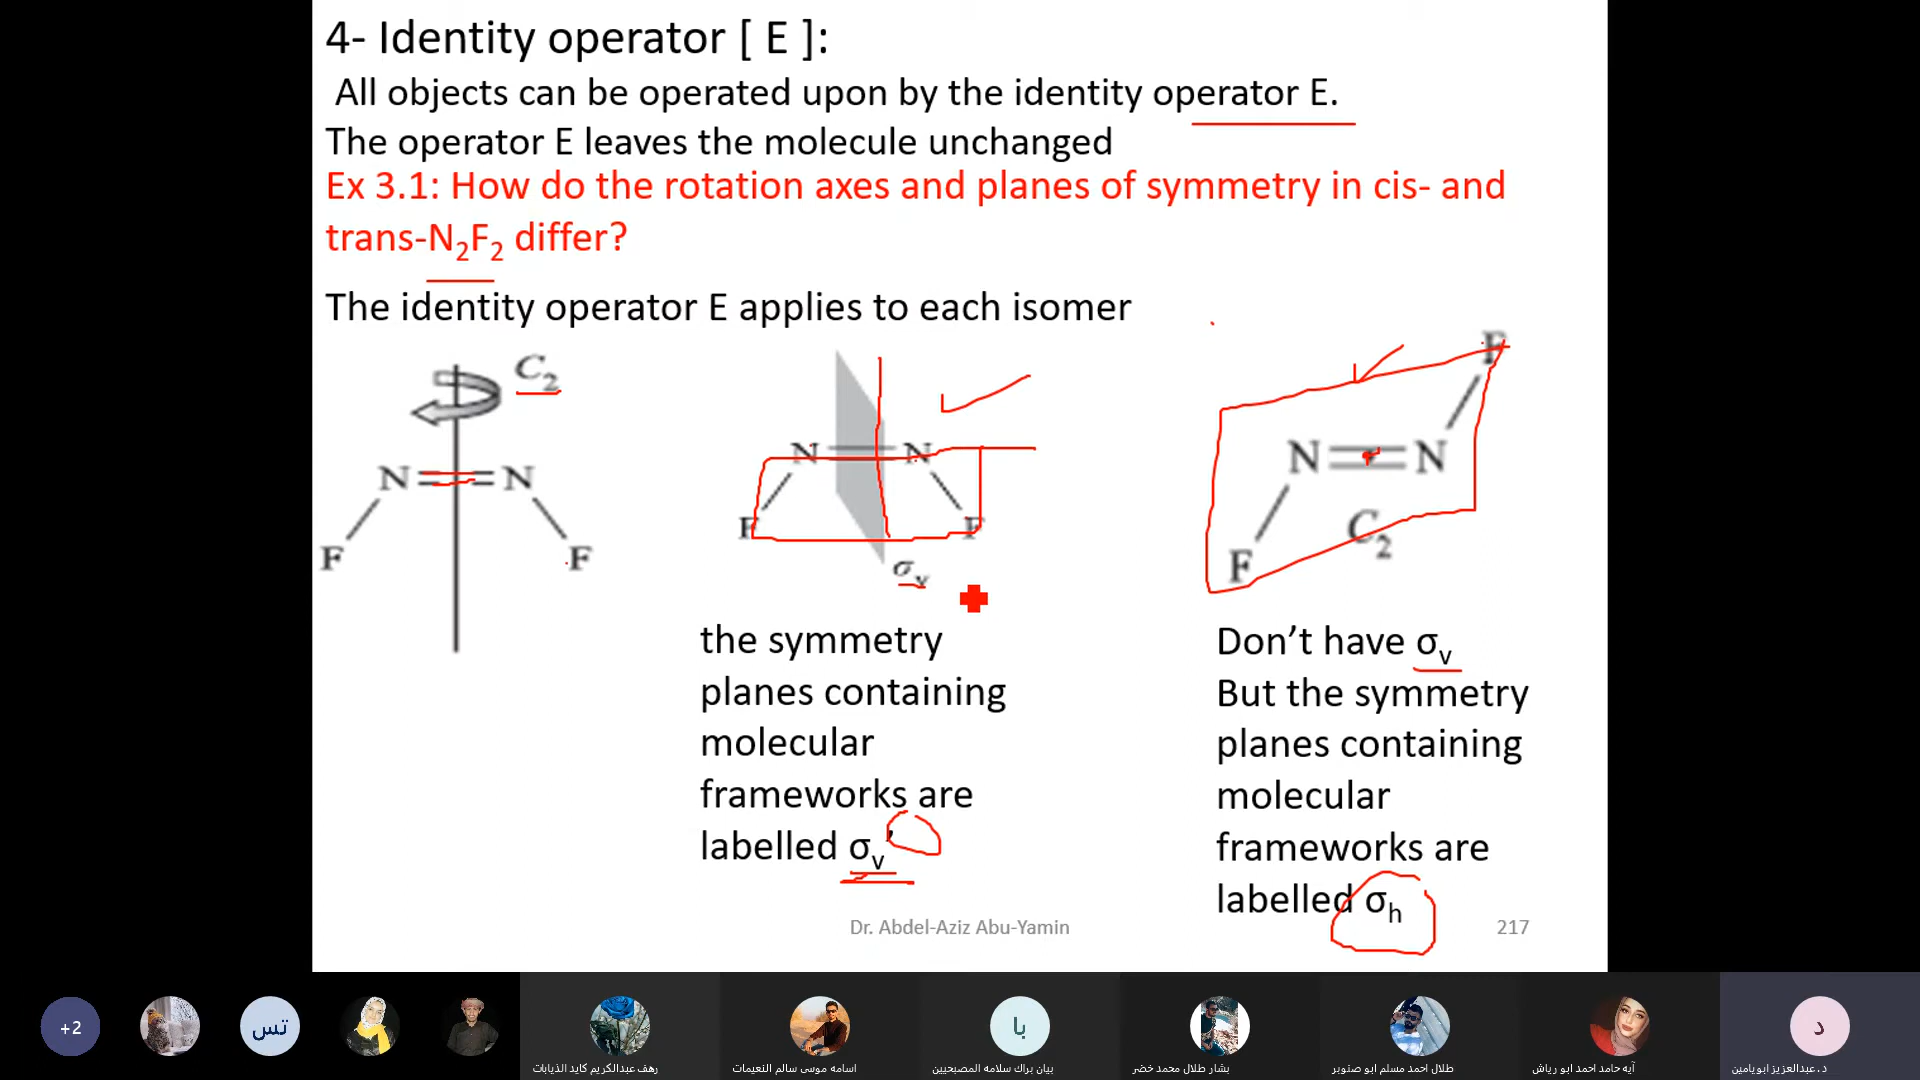 4- Identity operator [ E ]:
All objects can be operated upon by the identity operator E.
The operator E leaves the molecule unchanged
Ex 3.1: How do the rotation axes and planes of symmetry in cis- and
trans-N₂F₂ differ?
The identity operator E applies to each isomer
C₂
N=N
F F
N=N
F F
σᵥ
F
N=N
F
C₂
the symmetry
planes containing
molecular
frameworks are
labelled σᵥ’
Don’t have σᵥ
But the symmetry
planes containing
molecular
frameworks are
labelled σₕ
Dr. Abdel-Aziz Abu-Yamin
217
+2
تس
با
د
رهف عبدالكريم كايد الذيابات
اسامه موسى سالم النعيمات
بيان براك سلامه المصبحيين
بشار طلال محمد خضر
طلال احمد مسلم ابو صنوبر
آيه حامد احمد ابو رياش
د. عبدالعزيز ابويامين